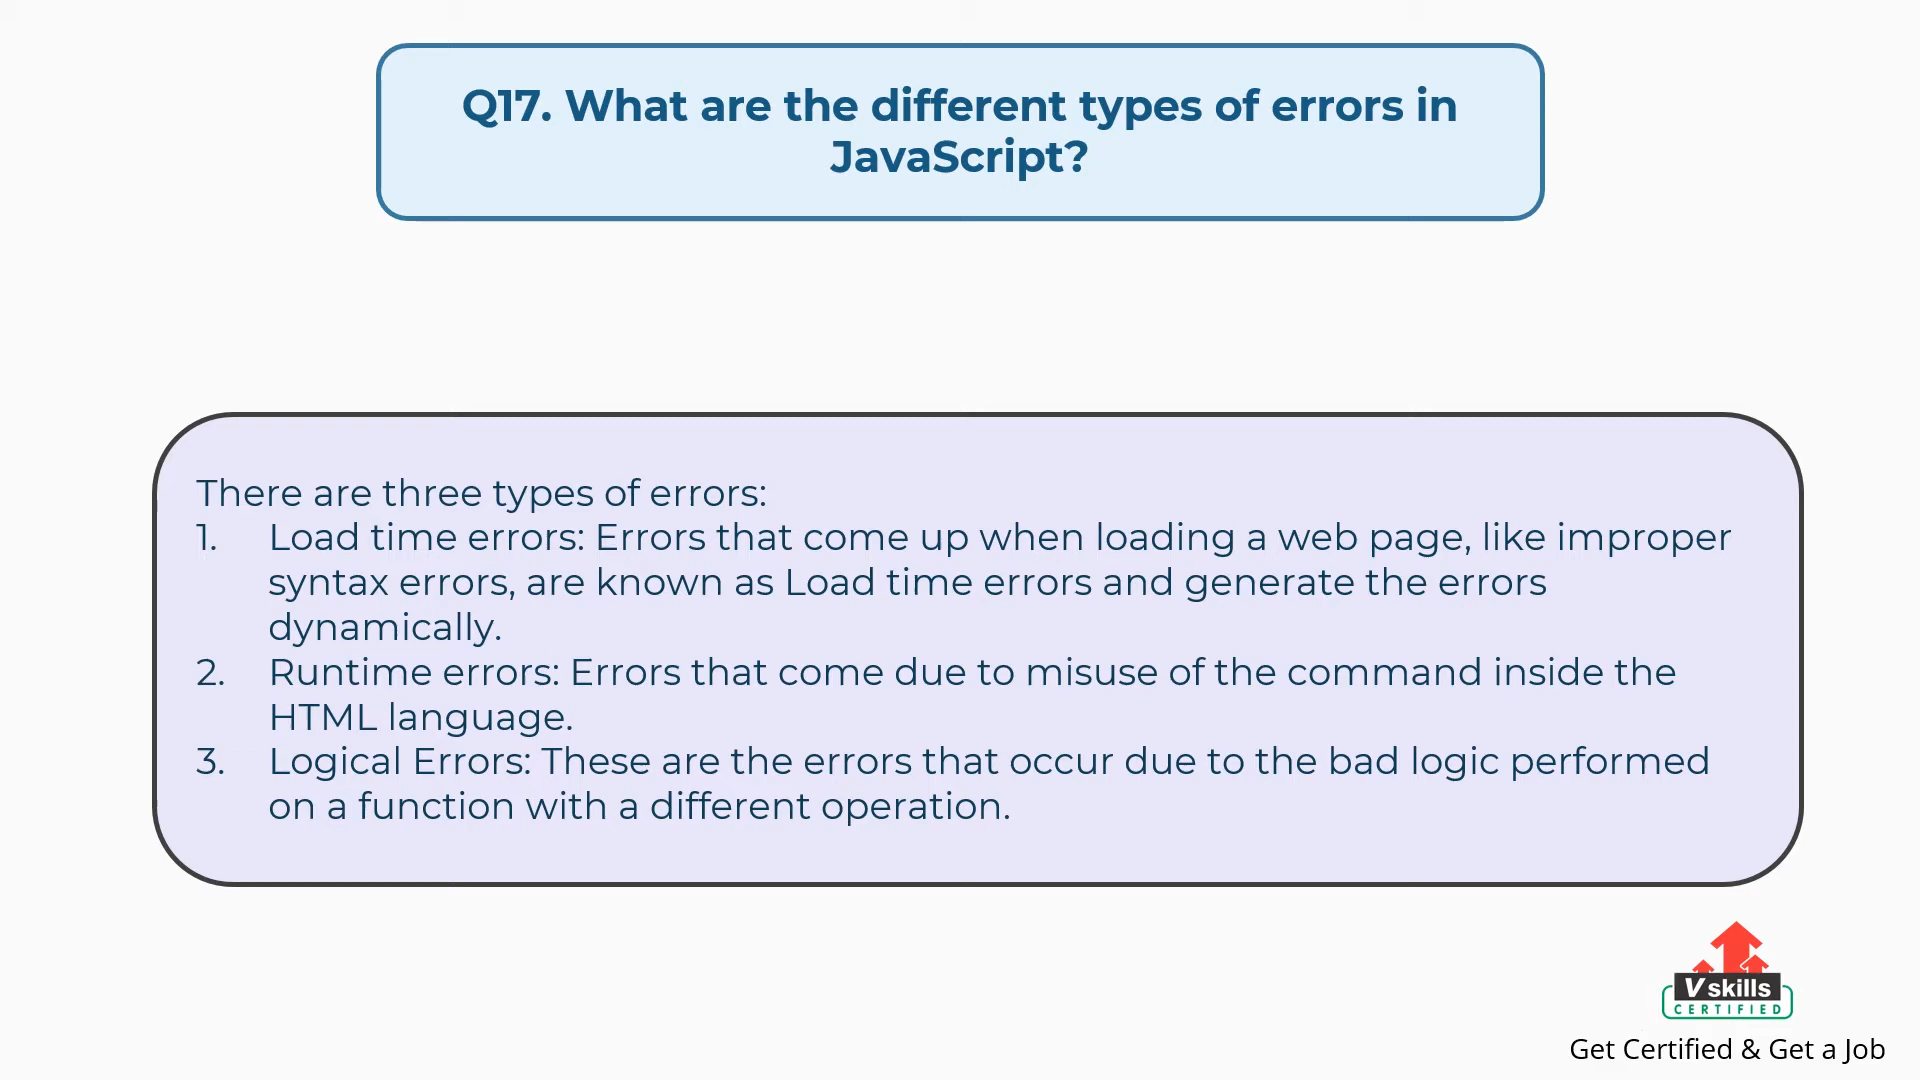 Q17. What are the different types of errors in
JavaScript?
There are three types of errors:
1. Load time errors: Errors that come up when loading a web page, like improper
syntax errors, are known as Load time errors and generate the errors
dynamically.
2. Runtime errors: Errors that come due to misuse of the command inside the
HTML language.
3. Logical Errors: These are the errors that occur due to the bad logic performed
on a function with a different operation.
Vskills
CERTIFIED
Get Certified & Get a Job